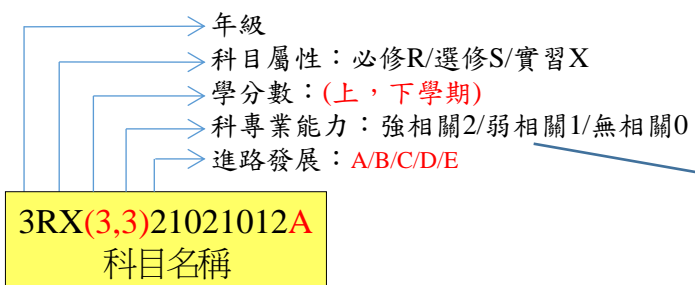 年級
科目屬性：必修R/選修S/實習X
學分數：(上，下學期)
科專業能力：強相關2/弱相關1/無相關0
進路發展：A/B/C/D/E
3RX(3,3)21021012A
科目名稱